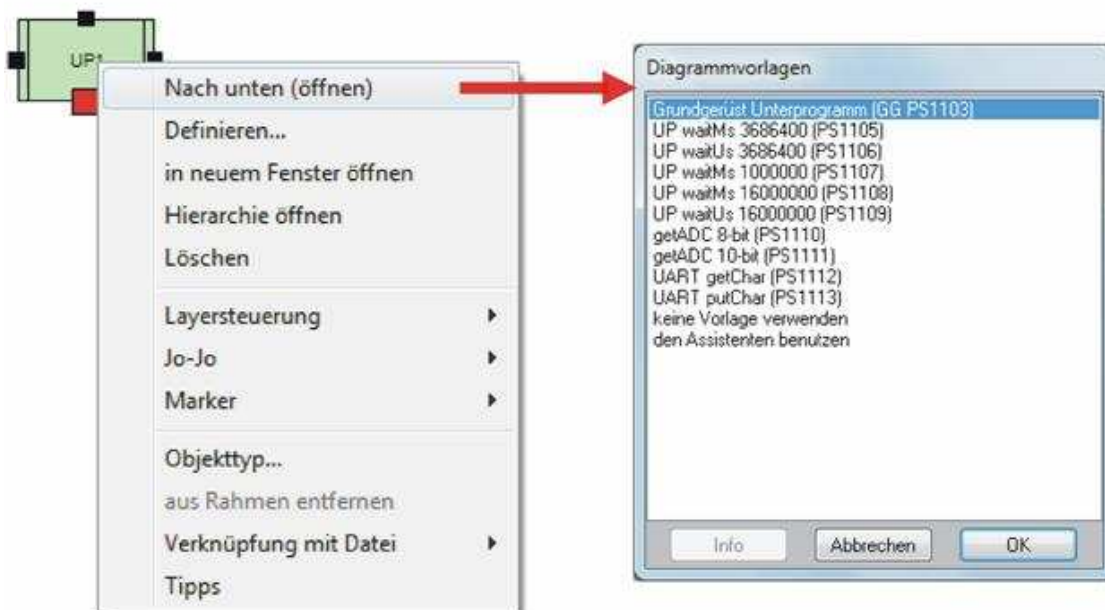 UP1
Nach unten (öffnen)
Definieren...
in neuem Fenster öffnen
Hierarchie öffnen
Löschen
Layersteuerung
Jo-Jo
Marker
Objekttyp...
aus Rahmen entfernen
Verknüpfung mit Datei
Tipps
Diagrammvorlagen
Grundgerüst Unterprogramm (GG PS1103)
UP waitMs 3686400 (PS1105)
UP waitUs 3686400 (PS1106)
UP waitMs 1000000 (PS1107)
UP waitMs 16000000 (PS1108)
UP waitUs 16000000 (PS1109)
getADC 8-bit (PS1110)
getADC 10-bit (PS1111)
UART getChar (PS1112)
UART putChar (PS1113)
keine Vorlage verwenden
den Assistenten benutzen
Info
Abbrechen
OK